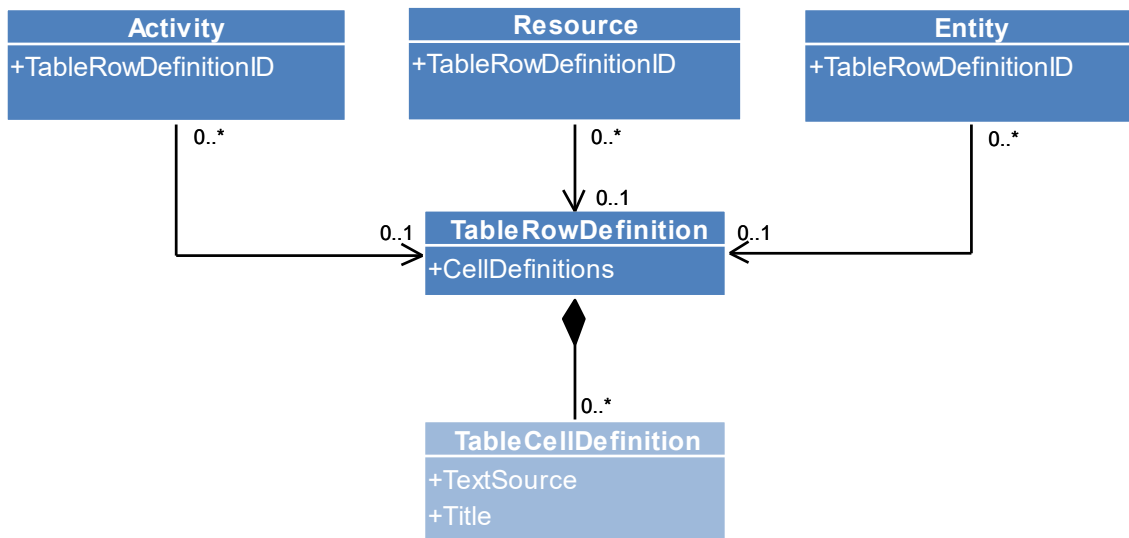 Activity
+TableRowDefinitionID
Resource
+TableRowDefinitionID
Entity
+TableRowDefinitionID
0..*
0..*
0..*
0..1
0..1
0..1
TableRowDefinition
+CellDefinitions
0..*
TableCellDefinition
+TextSource
+Title